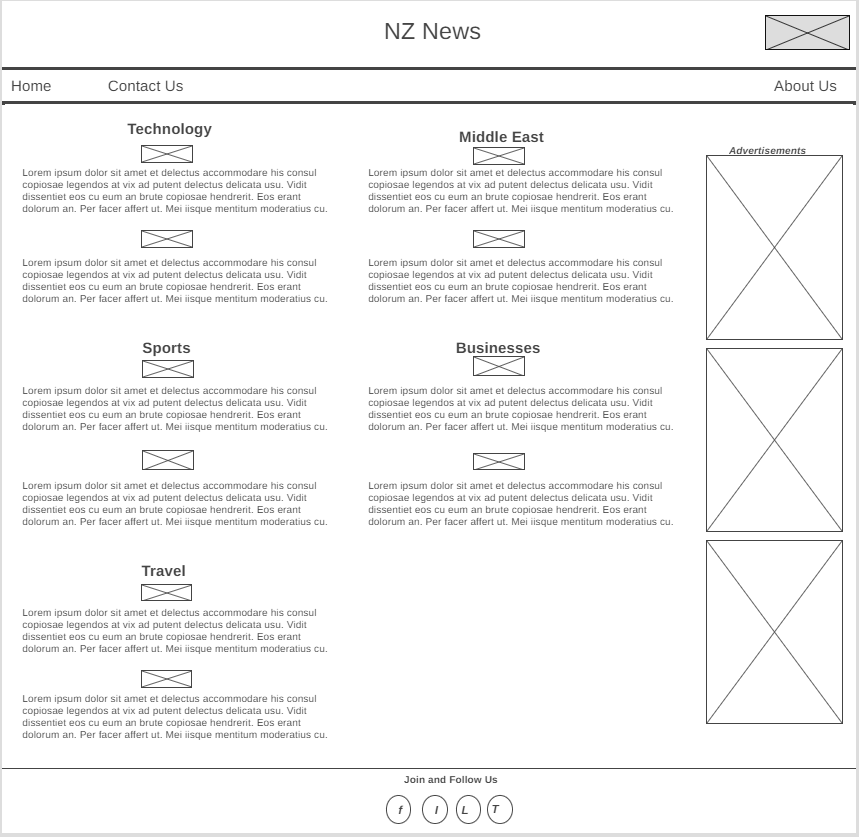 NZ News
Home
Contact Us
About Us
Technology
Lorem ipsum dolor sit amet et delectus accommodare his consul
copiosae legendos at vix ad putent delectus delicata usu. Vidit
dissentiet eos cu eum an brute copiosae hendrerit. Eos erant
dolorum an. Per facer affert ut. Mei iisque mentitum moderatius cu.
Lorem ipsum dolor sit amet et delectus accommodare his consul
copiosae legendos at vix ad putent delectus delicata usu. Vidit
dissentiet eos cu eum an brute copiosae hendrerit. Eos erant
dolorum an. Per facer affert ut. Mei iisque mentitum moderatius cu.
Middle East
Lorem ipsum dolor sit amet et delectus accommodare his consul
copiosae legendos at vix ad putent delectus delicata usu. Vidit
dissentiet eos cu eum an brute copiosae hendrerit. Eos erant
dolorum an. Per facer affert ut. Mei iisque mentitum moderatius cu.
Lorem ipsum dolor sit amet et delectus accommodare his consul
copiosae legendos at vix ad putent delectus delicata usu. Vidit
dissentiet eos cu eum an brute copiosae hendrerit. Eos erant
dolorum an. Per facer affert ut. Mei iisque mentitum moderatius cu.
Advertisements
Sports
Lorem ipsum dolor sit amet et delectus accommodare his consul
copiosae legendos at vix ad putent delectus delicata usu. Vidit
dissentiet eos cu eum an brute copiosae hendrerit. Eos erant
dolorum an. Per facer affert ut. Mei iisque mentitum moderatius cu.
Lorem ipsum dolor sit amet et delectus accommodare his consul
copiosae legendos at vix ad putent delectus delicata usu. Vidit
dissentiet eos cu eum an brute copiosae hendrerit. Eos erant
dolorum an. Per facer affert ut. Mei iisque mentitum moderatius cu.
Businesses
Lorem ipsum dolor sit amet et delectus accommodare his consul
copiosae legendos at vix ad putent delectus delicata usu. Vidit
dissentiet eos cu eum an brute copiosae hendrerit. Eos erant
dolorum an. Per facer affert ut. Mei iisque mentitum moderatius cu.
Lorem ipsum dolor sit amet et delectus accommodare his consul
copiosae legendos at vix ad putent delectus delicata usu. Vidit
dissentiet eos cu eum an brute copiosae hendrerit. Eos erant
dolorum an. Per facer affert ut. Mei iisque mentitum moderatius cu.
Travel
Lorem ipsum dolor sit amet et delectus accommodare his consul
copiosae legendos at vix ad putent delectus delicata usu. Vidit
dissentiet eos cu eum an brute copiosae hendrerit. Eos erant
dolorum an. Per facer affert ut. Mei iisque mentitum moderatius cu.
Lorem ipsum dolor sit amet et delectus accommodare his consul
copiosae legendos at vix ad putent delectus delicata usu. Vidit
dissentiet eos cu eum an brute copiosae hendrerit. Eos erant
dolorum an. Per facer affert ut. Mei iisque mentitum moderatius cu.
Join and Follow Us
f I L T